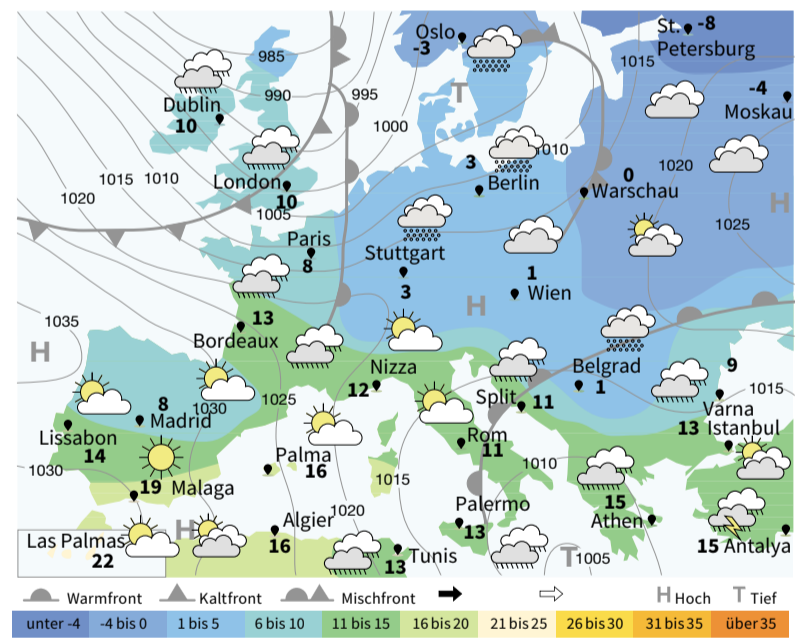 Oslo
-3
St.
-8
Petersburg
985
1015
T
-4
Moskau
990
995
Dublin
10
1000
1010
3
Berlin
0
Warschau
1020
London
10
1015
1010
1020
1005
H
1025
Paris
8
Stuttgart
3
1
Wien
H
13
Bordeaux
1035
H
Nizza
12
Belgrad
1
9
Varna
1015
8
Madrid
1030
1025
Split
11
13
Istanbul
Lissabon
14
Rom
11
1030
Palma
16
1010
19
Malaga
1015
15
Athen
Palermo
13
1020
H
Algier
16
Las Palmas
22
13
Tunis
T
1005
15 Antalya
Warmfront
Kaltfront
Mischfront
H Hoch
T Tief
unter -4
-4 bis 0
1 bis 5
6 bis 10
11 bis 15
16 bis 20
21 bis 25
26 bis 30
31 bis 35
über 35